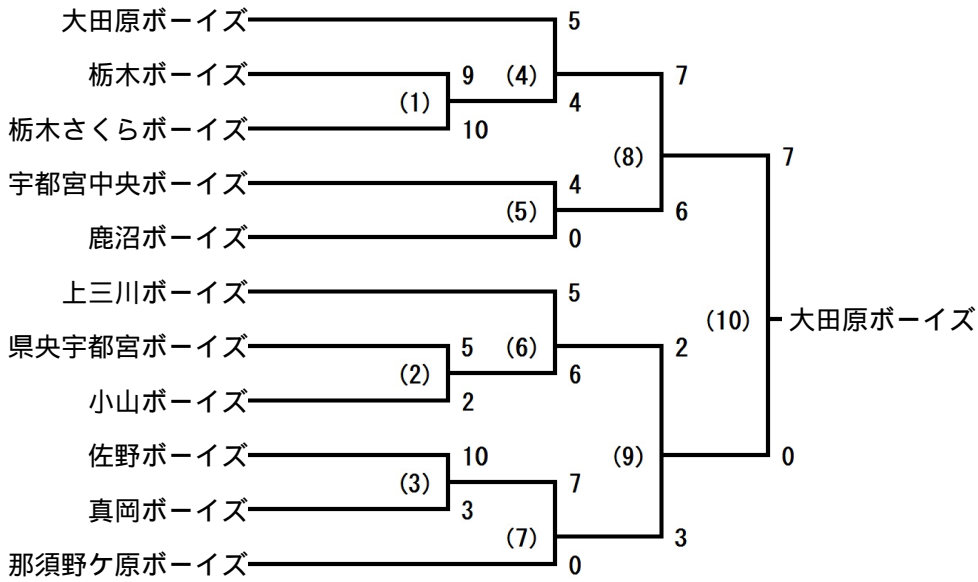 大田原ボーイズ 5
栃木ボーイズ 9 (4) 7
(1) 4
栃木さくらボーイズ 10
(8) 7
宇都宮中央ボーイズ 4
(5) 6
鹿沼ボーイズ 0
上三川ボーイズ 5
(10) 大田原ボーイズ
県央宇都宮ボーイズ 5 (6) 2
(2) 6
小山ボーイズ 2
佐野ボーイズ 10 (9) 0
(3) 7
真岡ボーイズ 3
(7) 3
那須野ケ原ボーイズ 0